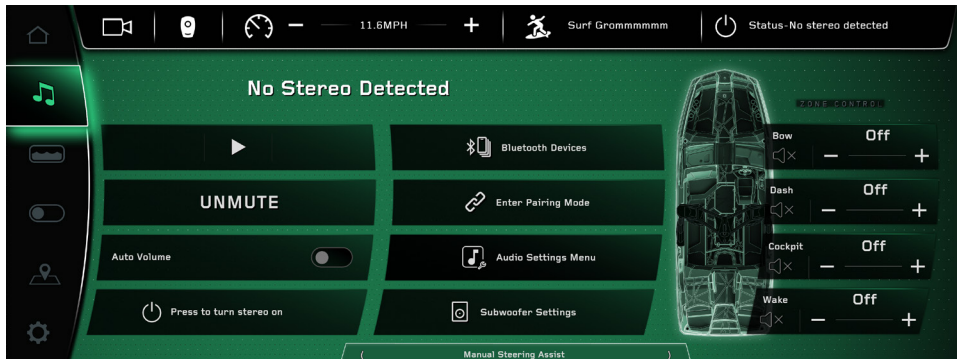 11.6MPH
Surf Grommmmmm
Status-No stereo detected
No Stereo Detected
ZONE CONTROL
Bow
Off
Bluetooth Devices
UNMUTE
Enter Pairing Mode
Dash
Off
Auto Volume
Audio Settings Menu
Cockpit
Off
Press to turn stereo on
Subwoofer Settings
Wake
Off
Manual Steering Assist